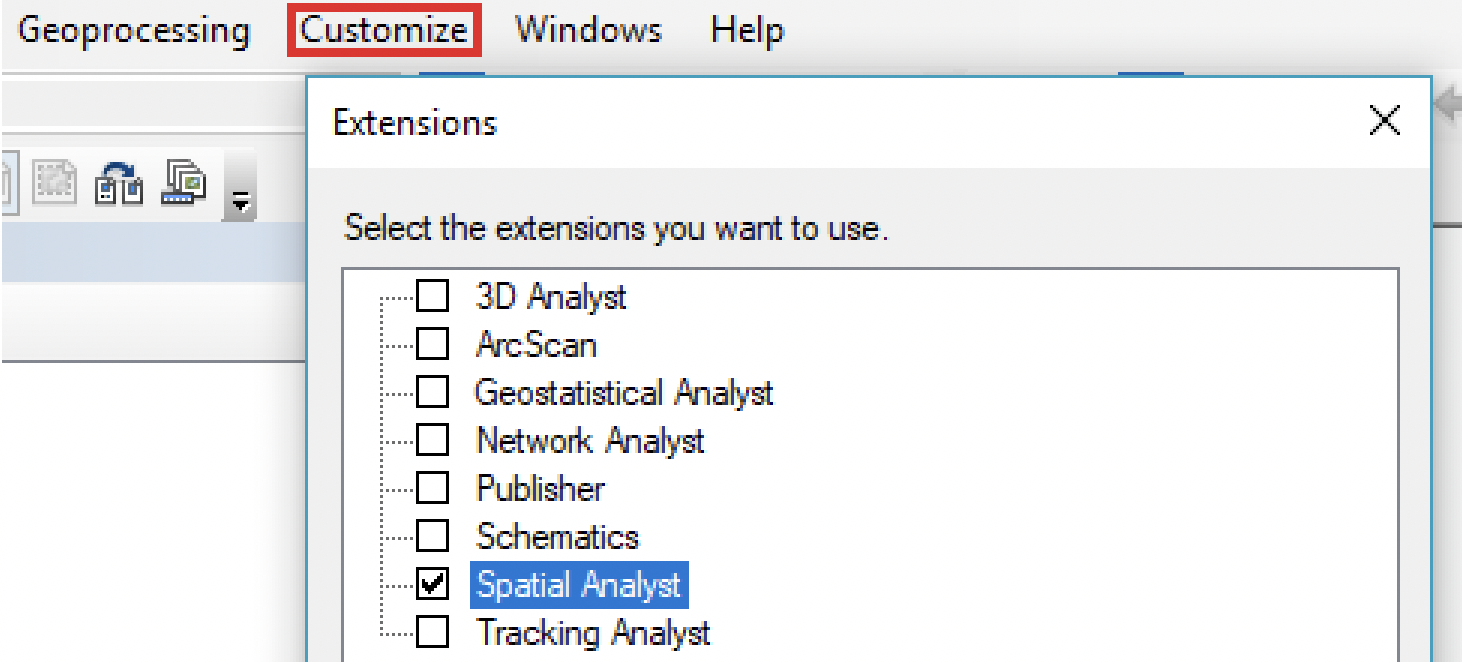 Geoprocessing Customize Windows Help
Extensions
Select the extensions you want to use.
3D Analyst
ArcScan
Geostatistical Analyst
Network Analyst
Publisher
Schematics
Spatial Analyst
Tracking Analyst